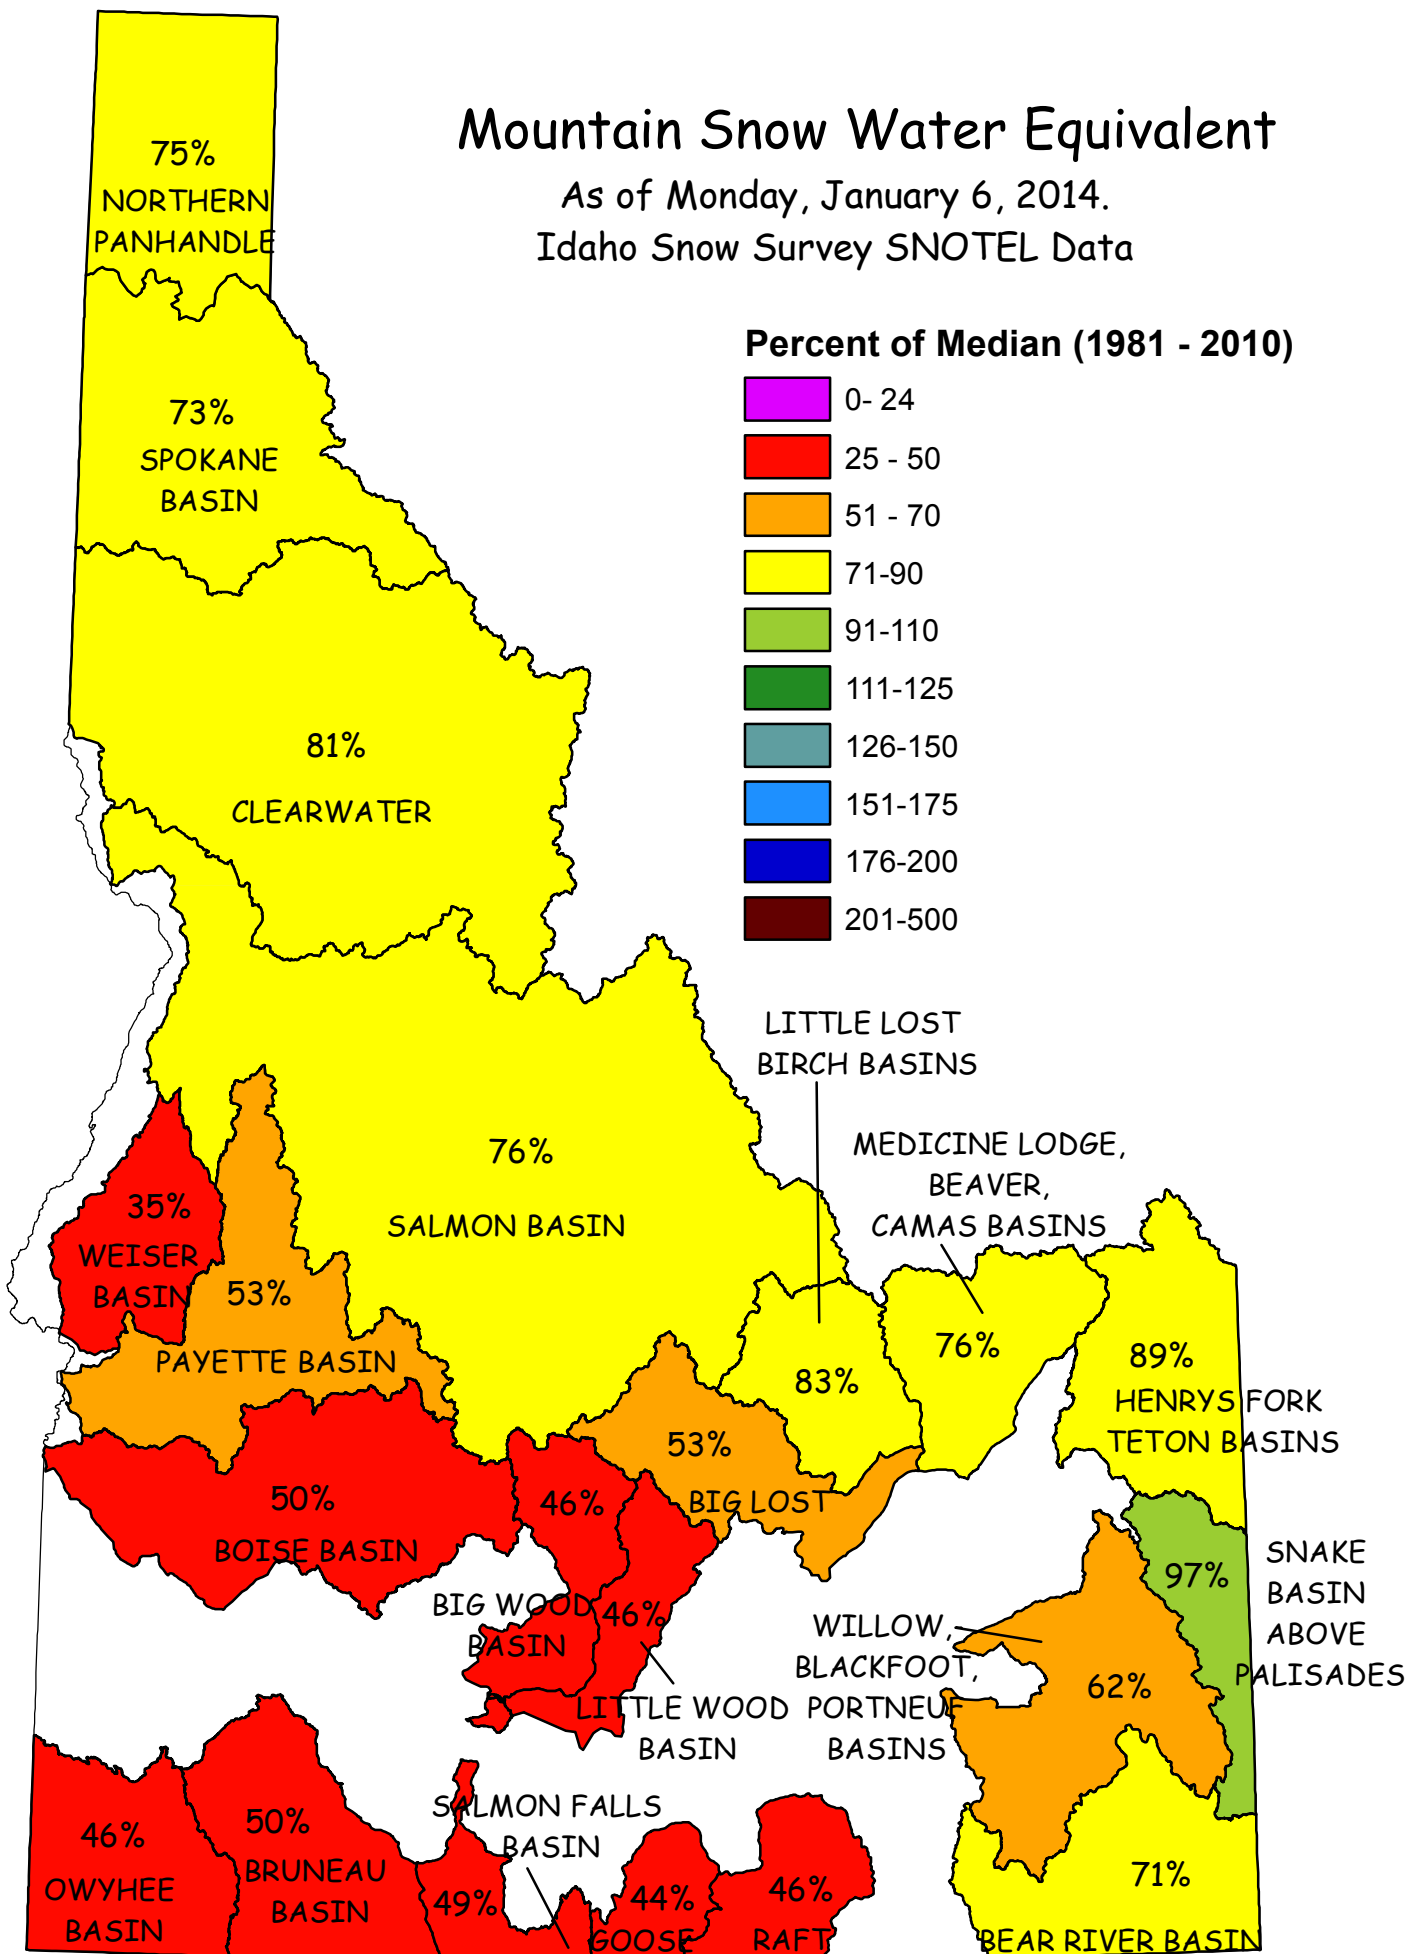 Mountain Snow Water Equivalent
As of Monday, January 6, 2014.
Idaho Snow Survey SNOTEL Data
Percent of Median (1981 - 2010)
0- 24
25 - 50
51 - 70
71-90
91-110
111-125
126-150
151-175
176-200
201-500
75%
NORTHERN
PANHANDLE
73%
SPOKANE
BASIN
81%
CLEARWATER
76%
SALMON BASIN
LITTLE LOST
BIRCH BASINS
83%
MEDICINE LODGE,
BEAVER,
CAMAS BASINS
76%
89%
HENRYS FORK
TETON BASINS
35%
WEISER
BASIN
53%
PAYETTE BASIN
53%
BIG LOST
50%
BOISE BASIN
46%
BIG WOOD
BASIN
46%
LITTLE WOOD
BASIN
97%
SNAKE
BASIN
ABOVE
PALISADES
WILLOW,
BLACKFOOT,
PORTNEUF
BASINS
62%
46%
OWYHEE
BASIN
50%
BRUNEAU
BASIN
SALMON FALLS
BASIN
49%
44%
GOOSE
46%
RAFT
71%
BEAR RIVER BASIN